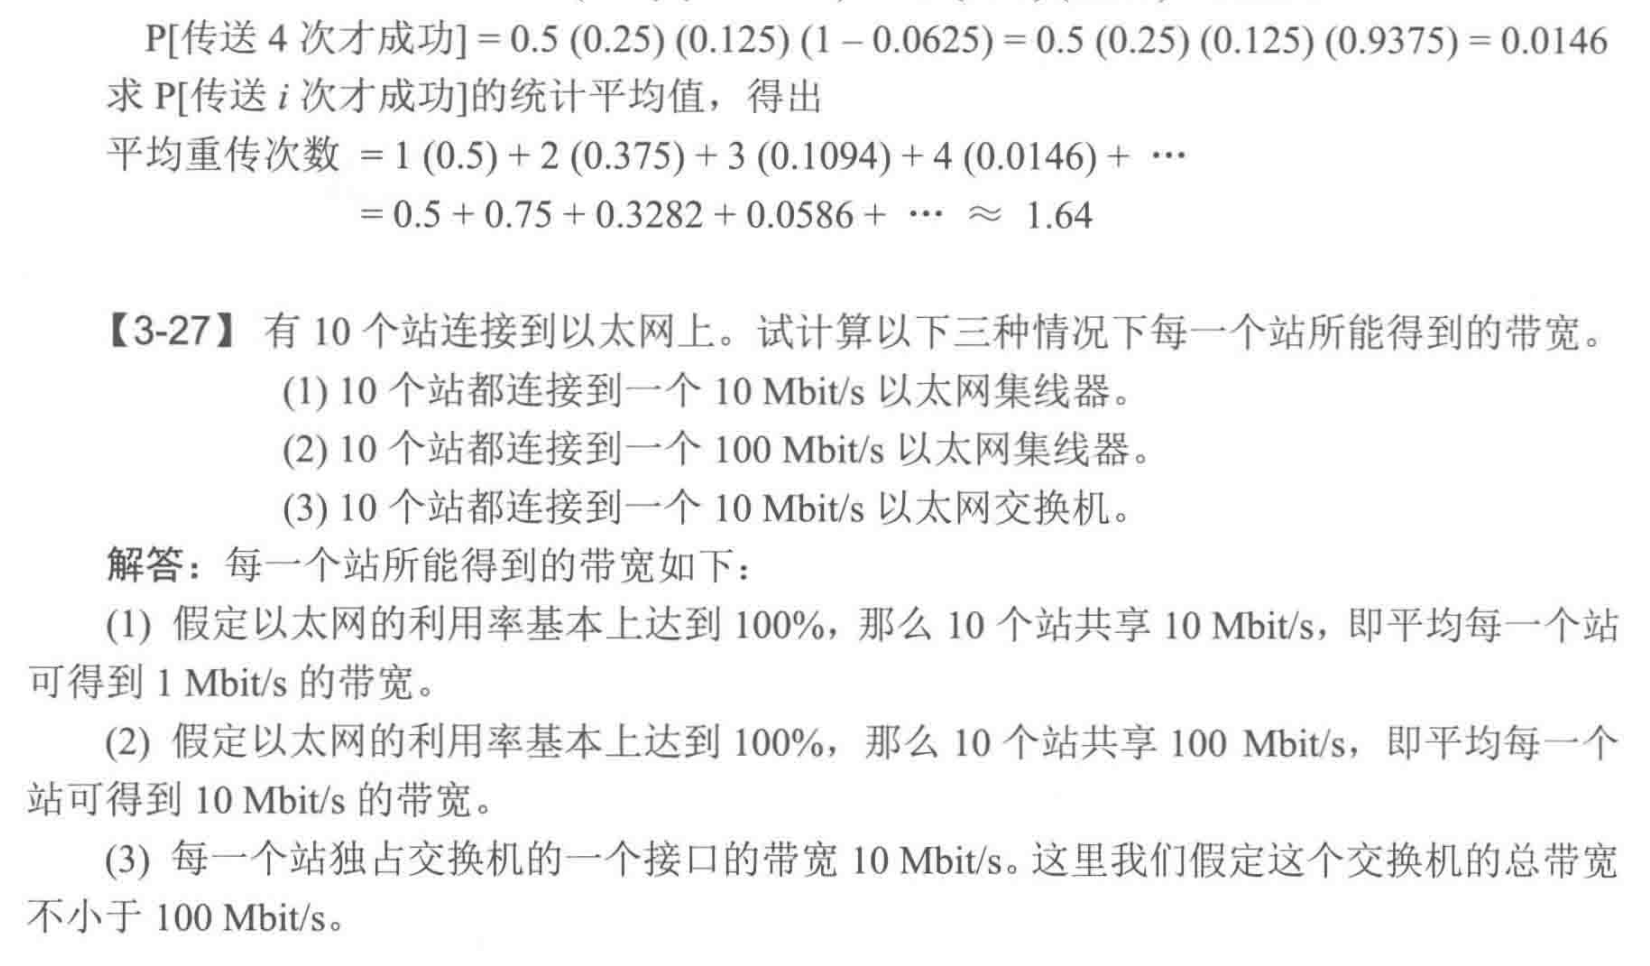 P[传送 4 次才成功] = 0.5 (0.25) (0.125) (1 – 0.0625) = 0.5 (0.25) (0.125) (0.9375) = 0.0146
求 P[传送 i 次才成功]的统计平均值，得出
平均重传次数 = 1 (0.5) + 2 (0.375) + 3 (0.1094) + 4 (0.0146) + ···
= 0.5 + 0.75 + 0.3282 + 0.0586 + ··· ≈ 1.64
【3-27】 有 10 个站连接到以太网上。试计算以下三种情况下每一个站所能得到的带宽。
(1) 10 个站都连接到一个 10 Mbit/s 以太网集线器。
(2) 10 个站都连接到一个 100 Mbit/s 以太网集线器。
(3) 10 个站都连接到一个 10 Mbit/s 以太网交换机。
解答：每一个站所能得到的带宽如下：
(1) 假定以太网的利用率基本上达到 100%，那么 10 个站共享 10 Mbit/s，即平均每一个站
可得到 1 Mbit/s 的带宽。
(2) 假定以太网的利用率基本上达到 100%，那么 10 个站共享 100 Mbit/s，即平均每一个
站可得到 10 Mbit/s 的带宽。
(3) 每一个站独占交换机的一个接口的带宽 10 Mbit/s。这里我们假定这个交换机的总带宽
不小于 100 Mbit/s。